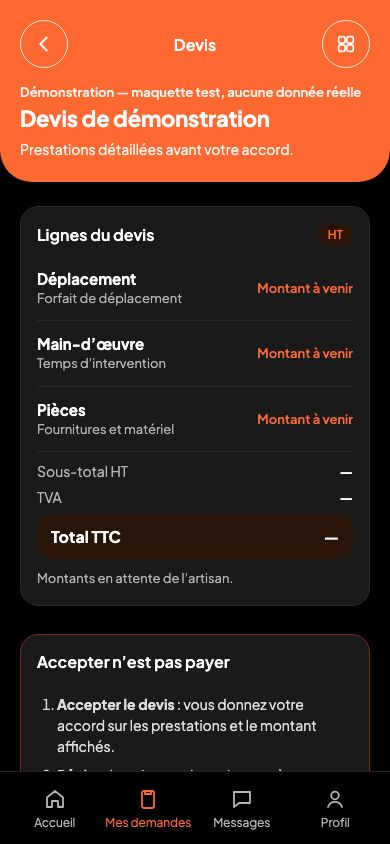 Devis
Démonstration — maquette test, aucune donnée réelle
Devis de démonstration
Prestations détaillées avant votre accord.
Lignes du devis
HT
Déplacement
Forfait de déplacement
Montant à venir
Main-d’œuvre
Temps d’intervention
Montant à venir
Pièces
Fournitures et matériel
Montant à venir
Sous-total HT —
TVA —
Total TTC —
Montants en attente de l’artisan.
Accepter n’est pas payer
1. Accepter le devis : vous donnez votre
accord sur les prestations et le montant
affichés.
Accueil
Mes demandes
Messages
Profil